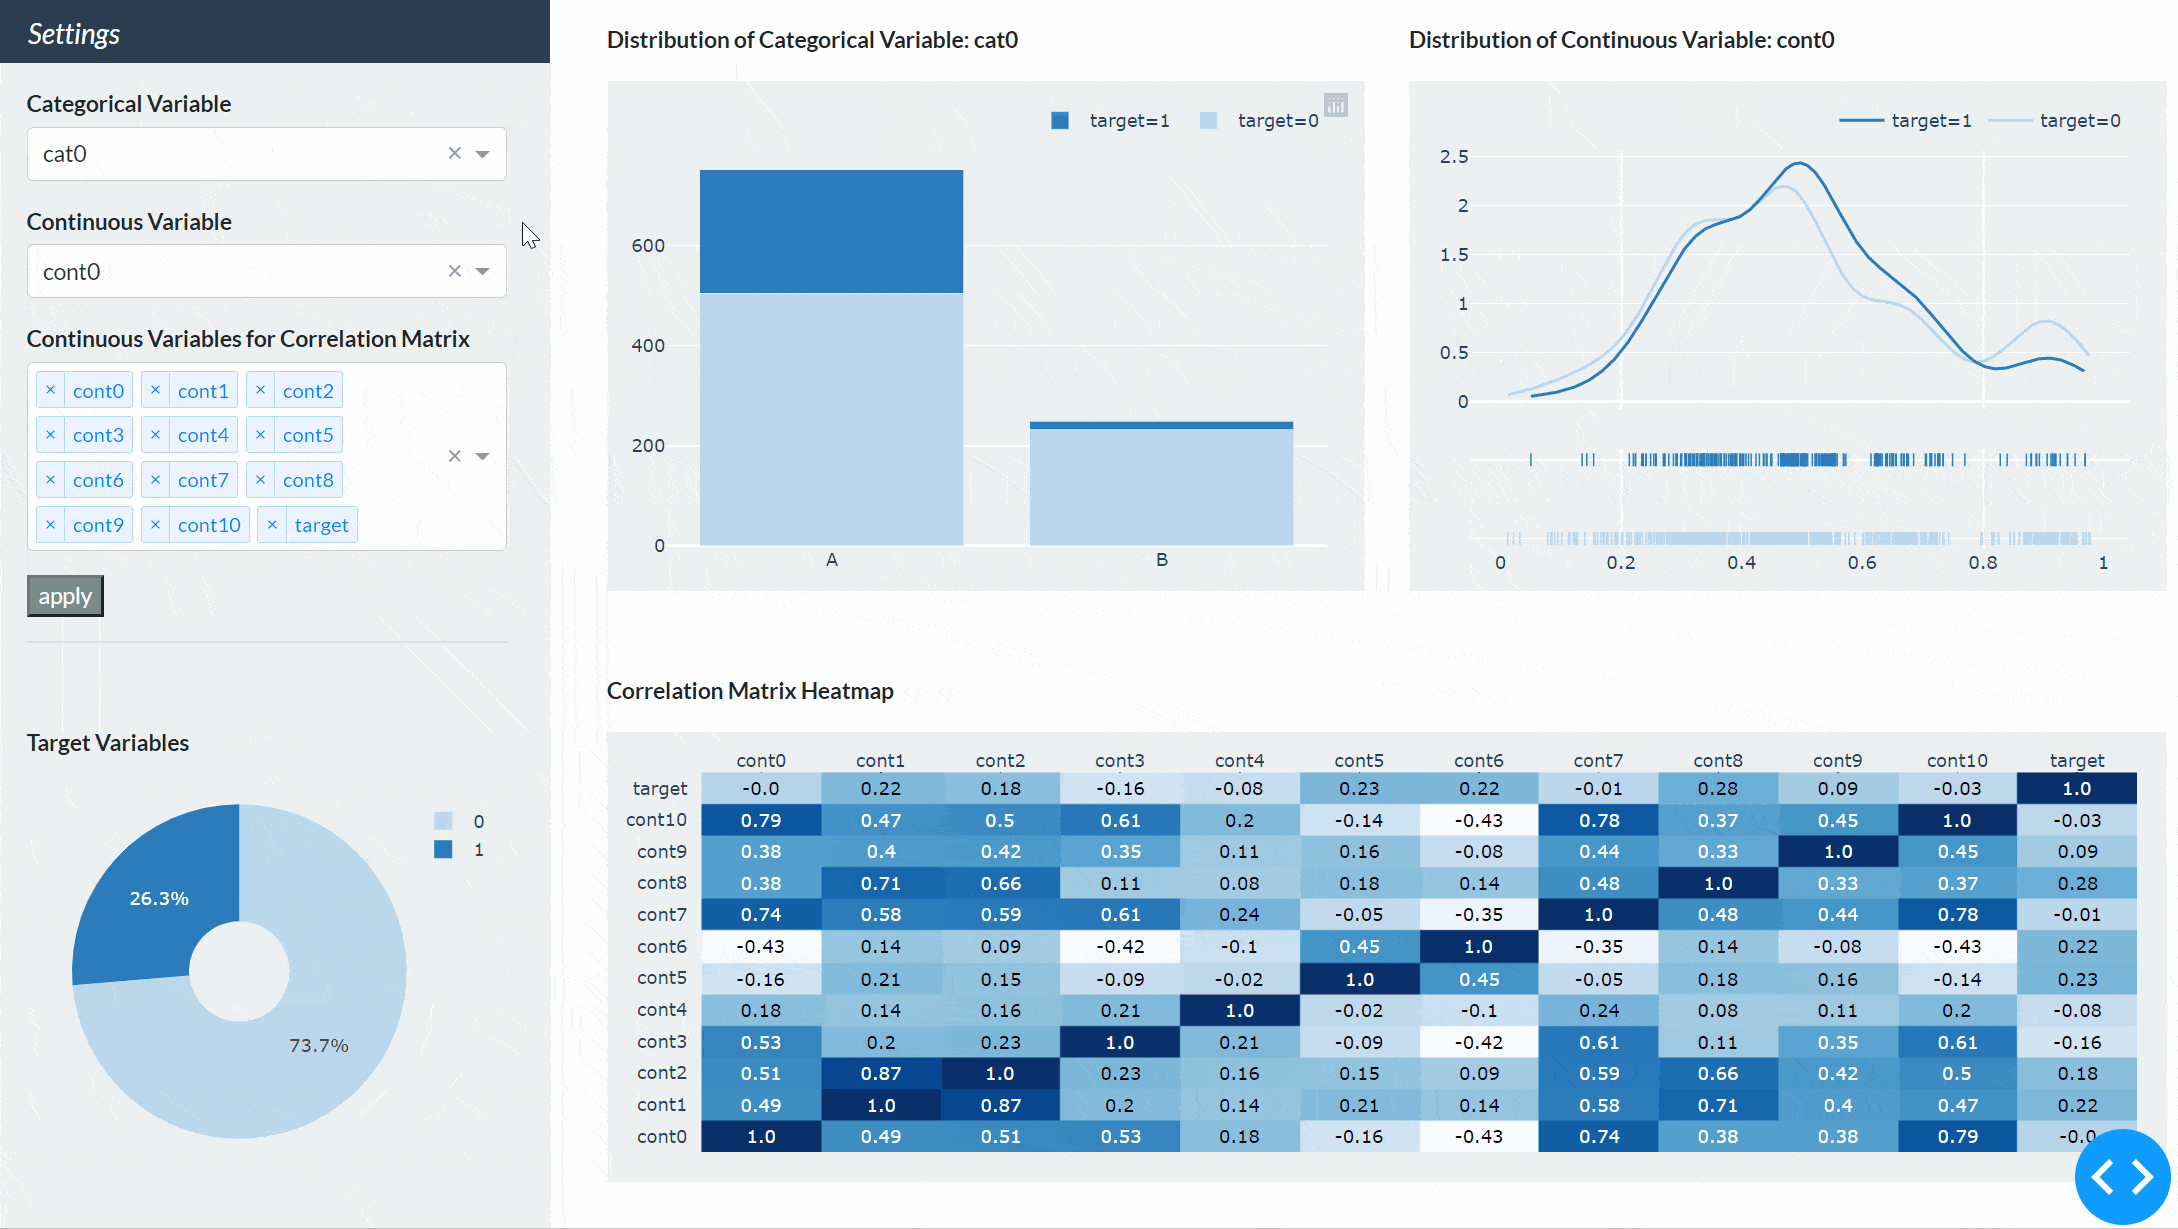 Settings
Categorical Variable
cat0
Continuous Variable
cont0
Continuous Variables for Correlation Matrix
× cont0 × cont1 × cont2
× cont3 × cont4 × cont5
× cont6 × cont7 × cont8
× cont9 × cont10 × target
apply
Target Variables
0
1
26.3%
73.7%
Distribution of Categorical Variable: cat0
target=1 target=0
600
400
200
0
A B
Distribution of Continuous Variable: cont0
target=1 target=0
2.5
2
1.5
1
0.5
0
0 0.2 0.4 0.6 0.8 1
Correlation Matrix Heatmap
cont0 cont1 cont2 cont3 cont4 cont5 cont6 cont7 cont8 cont9 cont10 target
target -0.0 0.22 0.18 -0.16 -0.08 0.23 0.22 -0.01 0.28 0.09 -0.03 1.0
cont10 0.79 0.47 0.5 0.61 0.2 -0.14 -0.43 0.78 0.37 0.45 1.0 -0.03
cont9 0.38 0.4 0.42 0.35 0.11 0.16 -0.08 0.44 0.33 1.0 0.45 0.09
cont8 0.38 0.71 0.66 0.11 0.08 0.18 0.14 0.48 1.0 0.33 0.37 0.28
cont7 0.74 0.58 0.59 0.61 0.24 -0.05 -0.35 1.0 0.48 0.44 0.78 -0.01
cont6 -0.43 0.14 0.09 -0.42 -0.1 0.45 1.0 -0.35 0.14 -0.08 -0.43 0.22
cont5 -0.16 0.21 0.15 -0.09 -0.02 1.0 0.45 -0.05 0.18 0.16 -0.14 0.23
cont4 0.18 0.14 0.16 0.21 1.0 -0.02 -0.1 0.24 0.08 0.11 0.2 -0.08
cont3 0.53 0.2 0.23 1.0 0.21 -0.09 -0.42 0.61 0.11 0.35 0.61 -0.16
cont2 0.51 0.87 1.0 0.23 0.16 0.15 0.09 0.59 0.66 0.42 0.5 0.18
cont1 0.49 1.0 0.87 0.2 0.14 0.21 0.14 0.58 0.71 0.4 0.47 0.22
cont0 1.0 0.49 0.51 0.53 0.18 -0.16 -0.43 0.74 0.38 0.38 0.79 -0.0